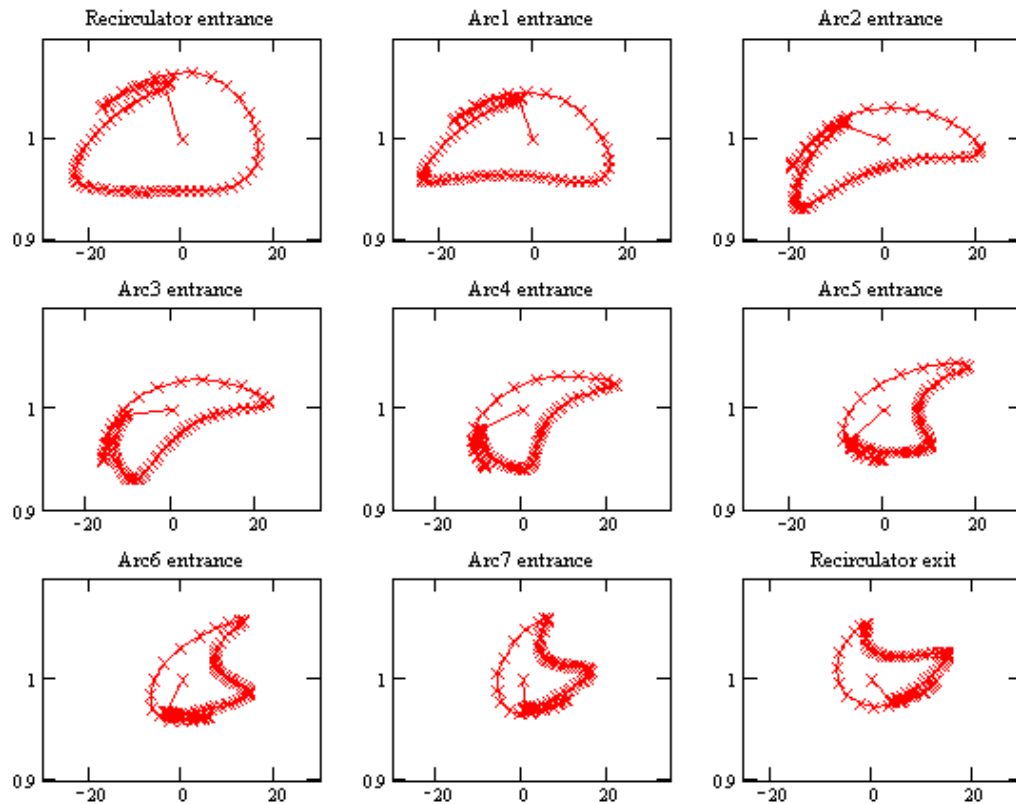 Recirculator entrance
Arc1 entrance
Arc2 entrance
1
1
1
0.9
0.9
0.9
−20 0 20
−20 0 20
−20 0 20
Arc3 entrance
Arc4 entrance
Arc5 entrance
1
1
1
0.9
0.9
0.9
−20 0 20
−20 0 20
−20 0 20
Arc6 entrance
Arc7 entrance
Recirculator exit
1
1
1
0.9
0.9
0.9
−20 0 20
−20 0 20
−20 0 20